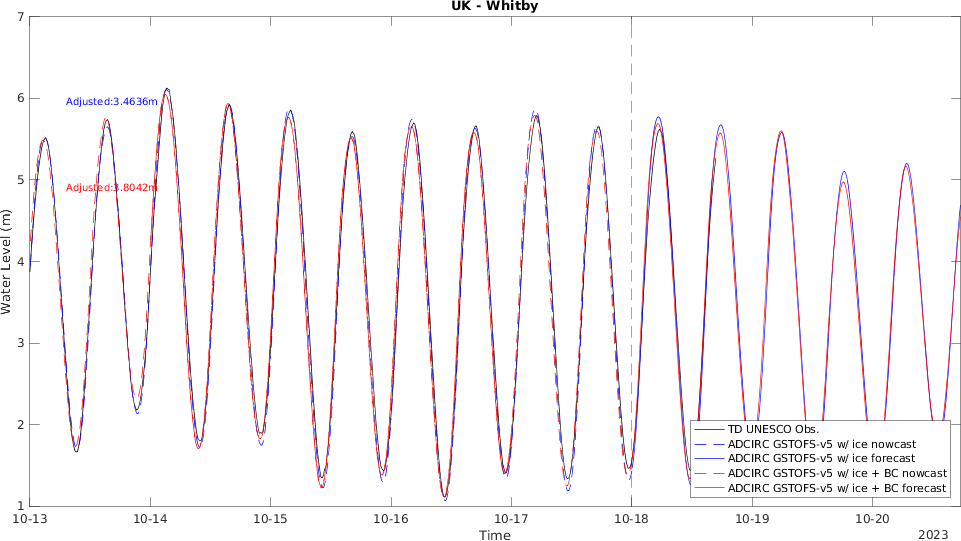 UK - Whitby
7
6
5
4
3
2
1
Water Level (m)
Adjusted:3.4636m
Adjusted:3.8042m
TD UNESCO Obs.
ADCIRC GSTOFS-v5 w/ ice nowcast
ADCIRC GSTOFS-v5 w/ ice forecast
ADCIRC GSTOFS-v5 w/ ice + BC nowcast
ADCIRC GSTOFS-v5 w/ ice + BC forecast
10-13 10-14 10-15 10-16 10-17 10-18 10-19 10-20
Time
2023